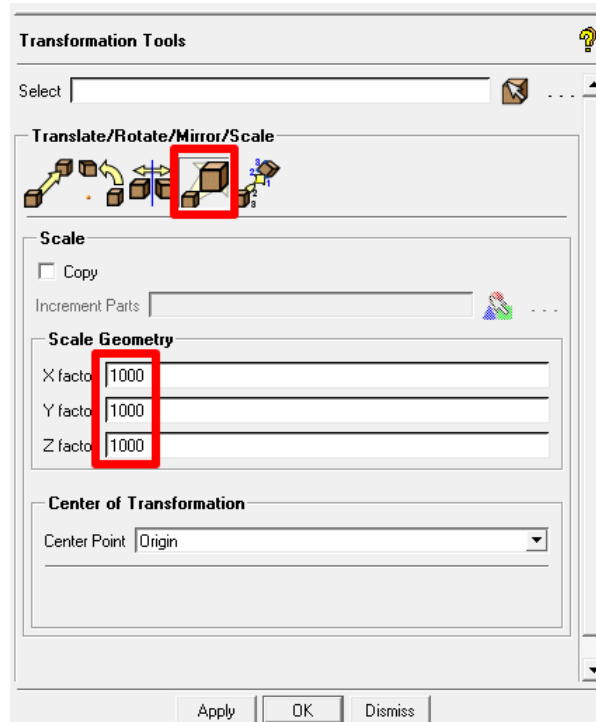 Transformation Tools
Select
...
Translate/Rotate/Mirror/Scale
Scale
Copy
Increment Parts
...
Scale Geometry
X facto 1000
Y facto 1000
Z facto 1000
Center of Transformation
Center Point Origin
Apply OK Dismiss